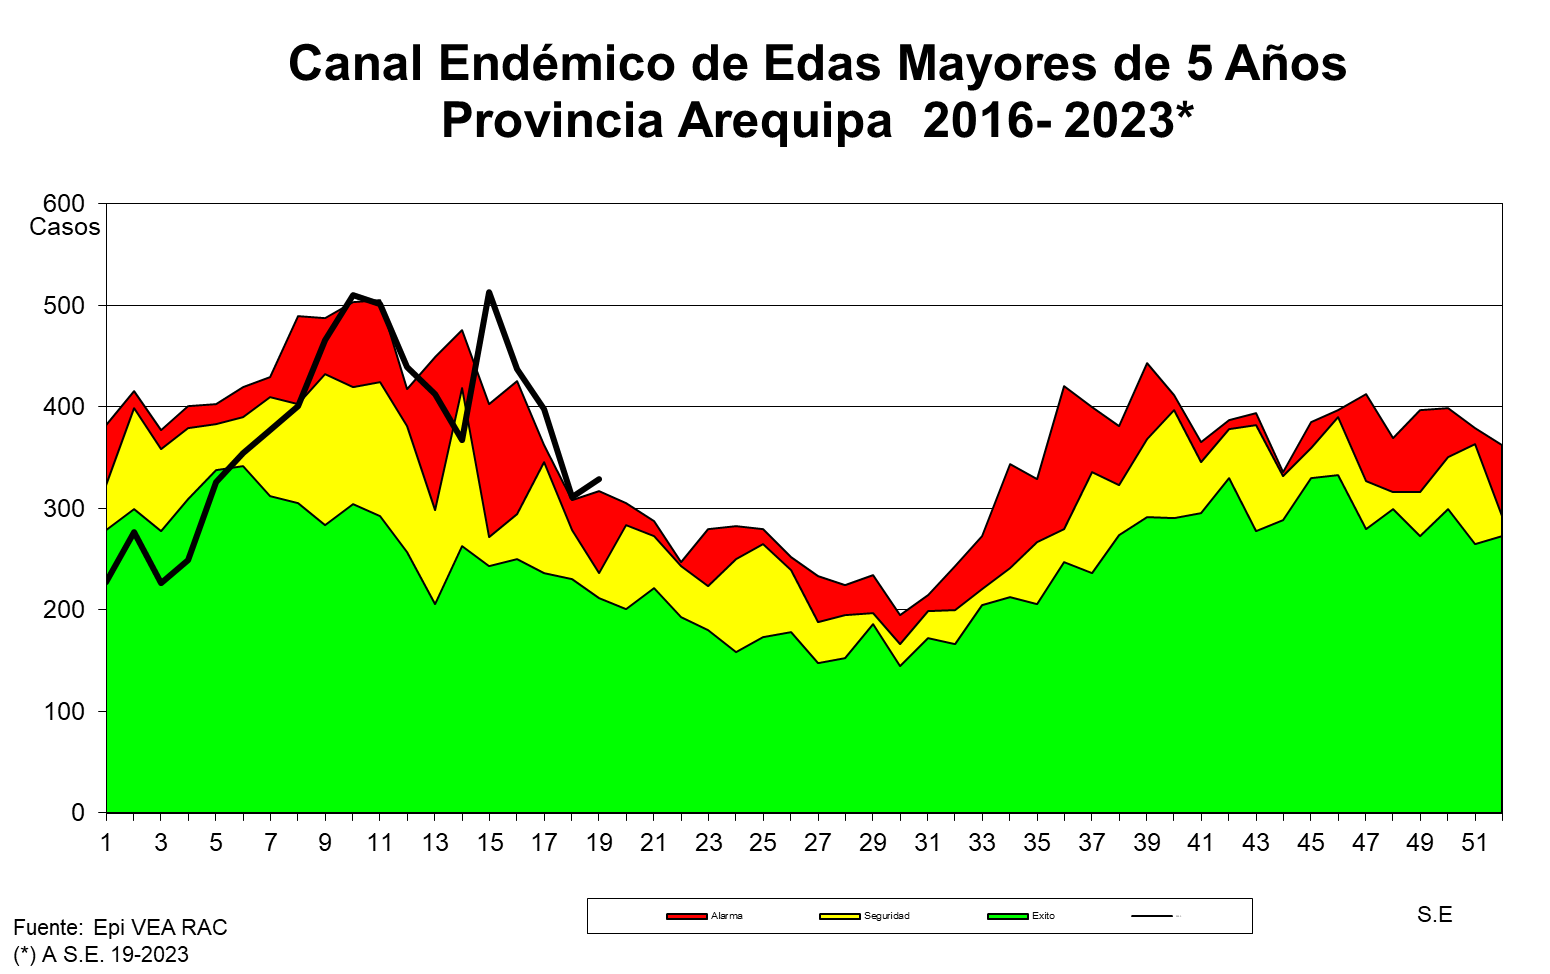 Canal Endémico de Edas Mayores de 5 Años
Provincia Arequipa  2016- 2023*
600
Casos
500
400
300
200
100
0
1 3 5 7 9 11 13 15 17 19 21 23 25 27 29 31 33 35 37 39 41 43 45 47 49 51
Alarma Seguridad Exito
S.E
Fuente: Epi VEA RAC
(*) A S.E. 19-2023